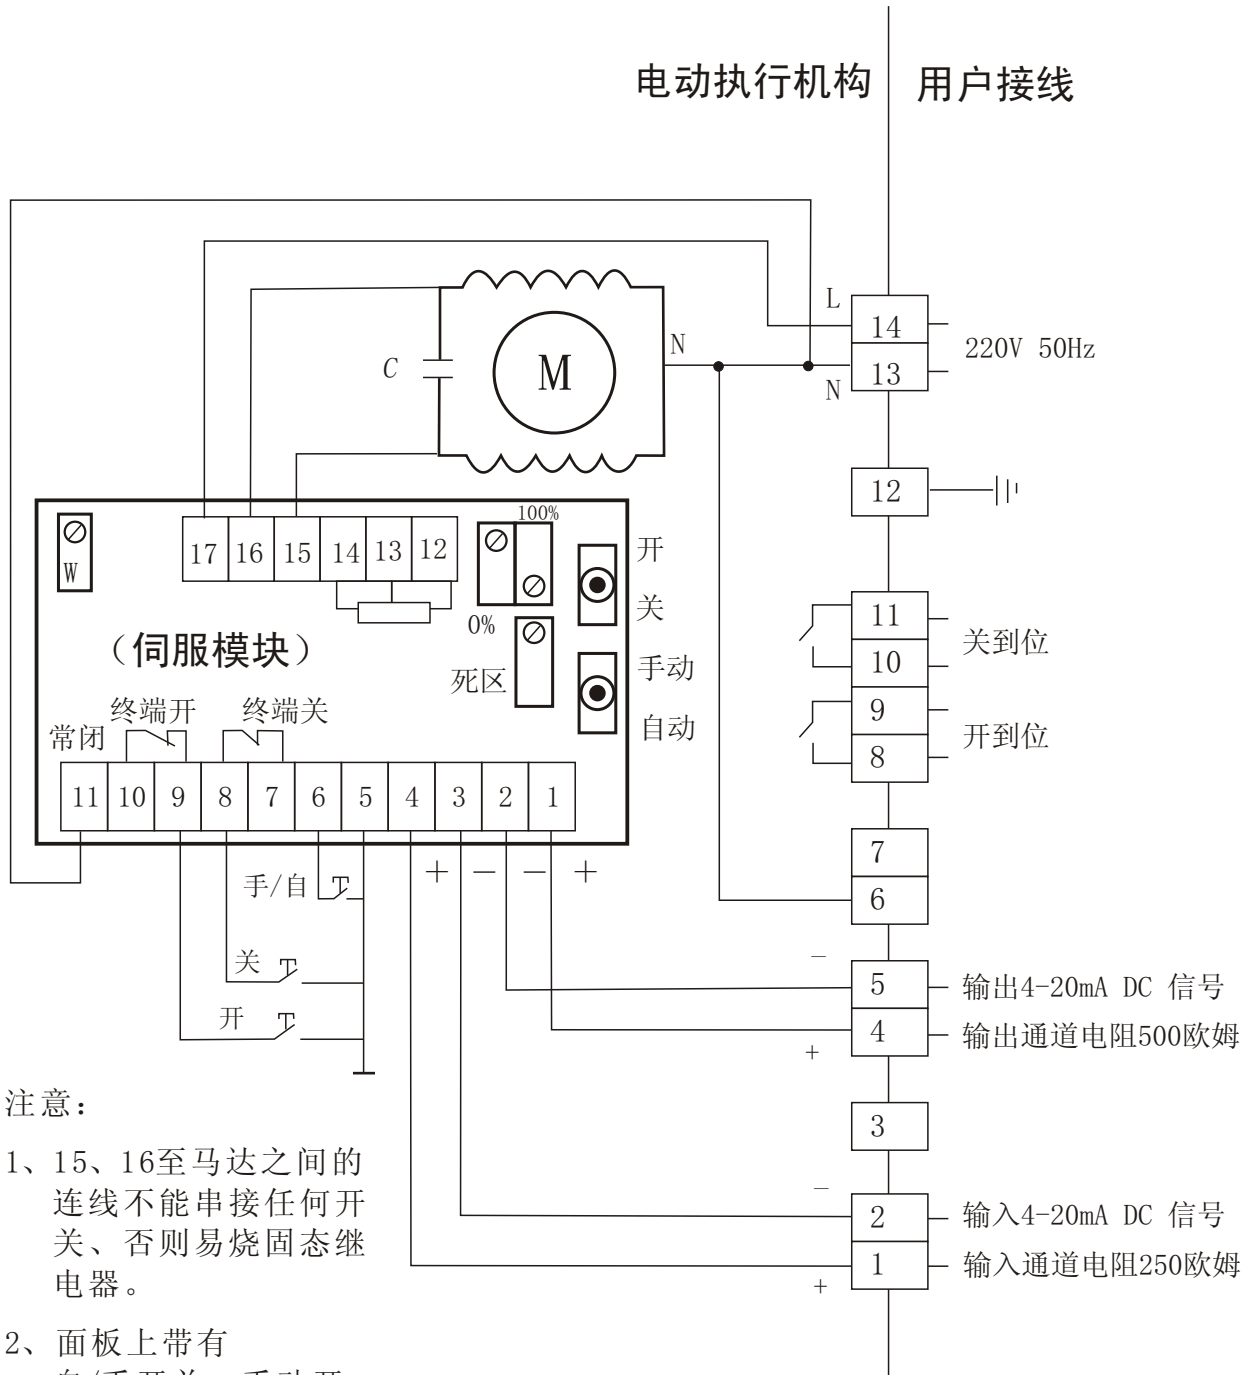 电动执行机构 用户接线
L
14
220V 50Hz
N
13
N
C
M
12
100%
W
17 16 15 14 13 12
开
关
0%
11
关到位
10
(伺服模块)
死区
手动
自动
9
开到位
8
终端开 终端关
常闭
11 10 9 8 7 6 5 4 3 2 1
7
6
+ － － +
手/自
关
开
－
5
输出4-20mA DC 信号
4
输出通道电阻500欧姆
+
3
－
2
输入4-20mA DC 信号
1
输入通道电阻250欧姆
+
注意：
1、15、16至马达之间的
连线不能串接任何开
关、否则易烧固态继
电器。
2、面板上带有